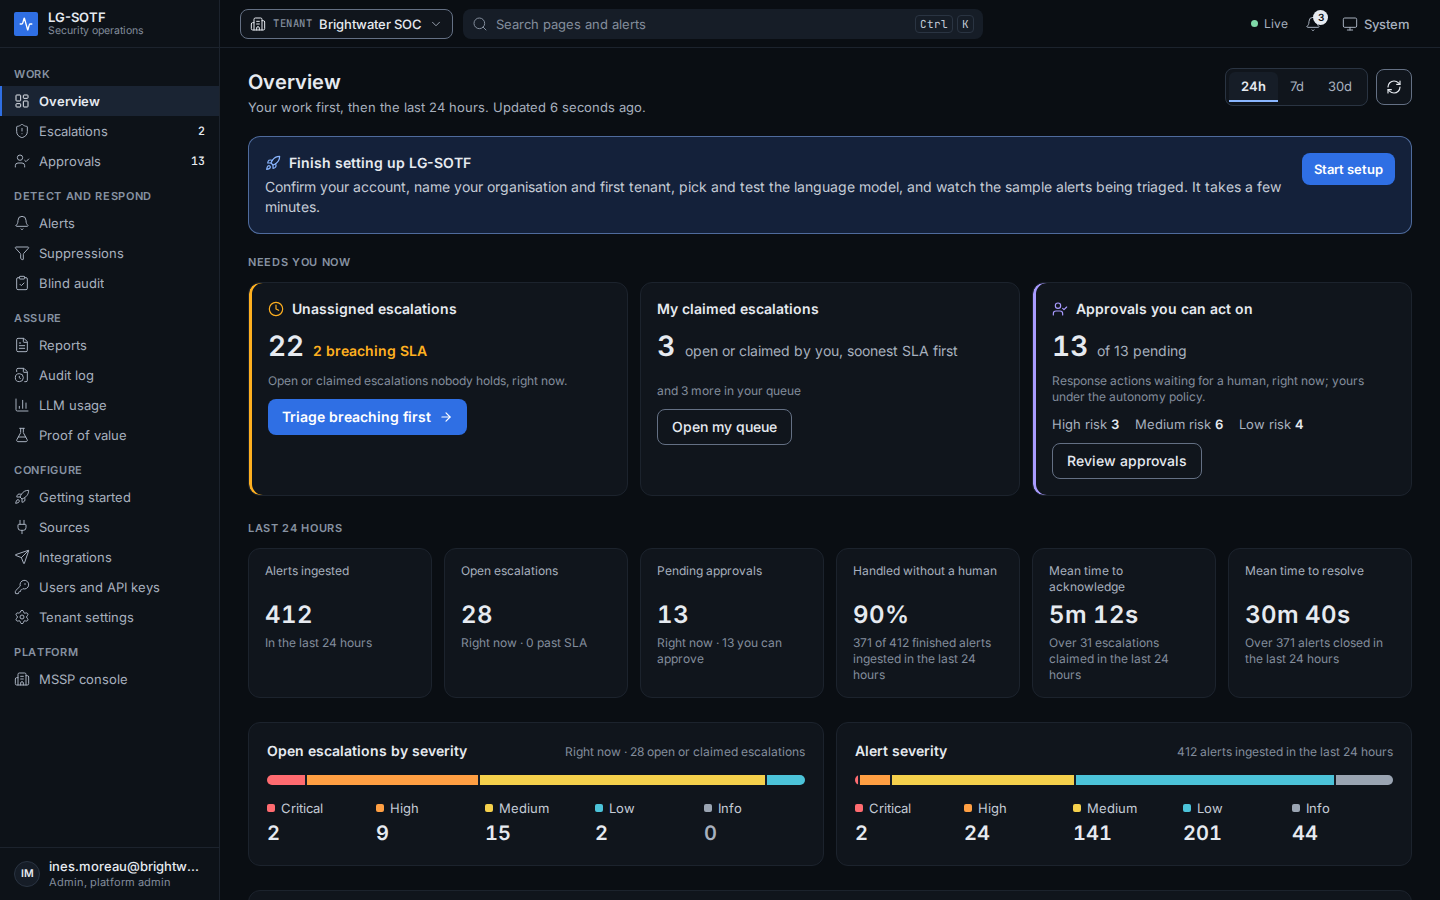 LG-SOTF
Security operations
WORK
Overview
Escalations 2
Approvals 13
DETECT AND RESPOND
Alerts
Suppressions
Blind audit
ASSURE
Reports
Audit log
LLM usage
Proof of value
CONFIGURE
Getting started
Sources
Integrations
Users and API keys
Tenant settings
PLATFORM
MSSP console
IM
ines.moreau@brightw...
Admin, platform admin
TENANT Brightwater SOC
Search pages and alerts Ctrl K
Live
3
System
Overview
Your work first, then the last 24 hours. Updated 6 seconds ago.
24h 7d 30d
Finish setting up LG-SOTF
Confirm your account, name your organisation and first tenant, pick and test the language model, and watch the sample alerts being triaged. It takes a few
minutes.
Start setup
NEEDS YOU NOW
Unassigned escalations
22 2 breaching SLA
Open or claimed escalations nobody holds, right now.
Triage breaching first
My claimed escalations
3 open or claimed by you, soonest SLA first
and 3 more in your queue
Open my queue
Approvals you can act on
13 of 13 pending
Response actions waiting for a human, right now; yours
under the autonomy policy.
High risk 3 Medium risk 6 Low risk 4
Review approvals
LAST 24 HOURS
Alerts ingested
412
In the last 24 hours
Open escalations
28
Right now · 0 past SLA
Pending approvals
13
Right now · 13 you can
approve
Handled without a human
90%
371 of 412 finished alerts
ingested in the last 24
hours
Mean time to
acknowledge
5m 12s
Over 31 escalations
claimed in the last 24
hours
Mean time to resolve
30m 40s
Over 371 alerts closed in
the last 24 hours
Open escalations by severity Right now · 28 open or claimed escalations
Critical High Medium Low Info
2 9 15 2 0
Alert severity 412 alerts ingested in the last 24 hours
Critical High Medium Low Info
2 24 141 201 44